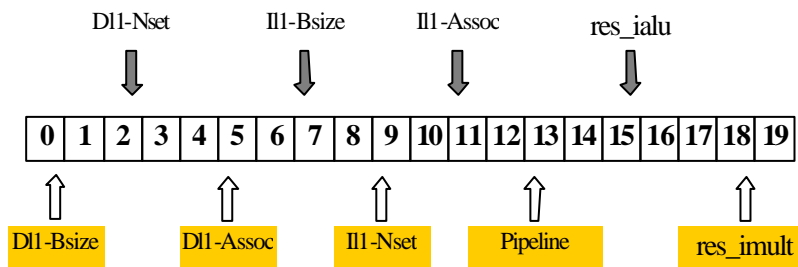 Dl1-Nset Il1-Bsize Il1-Assoc res_ialu
0 1 2 3 4 5 6 7 8 9 10 11 12 13 14 15 16 17 18 19
Dl1-Bsize Dl1-Assoc Il1-Nset Pipeline res_imult